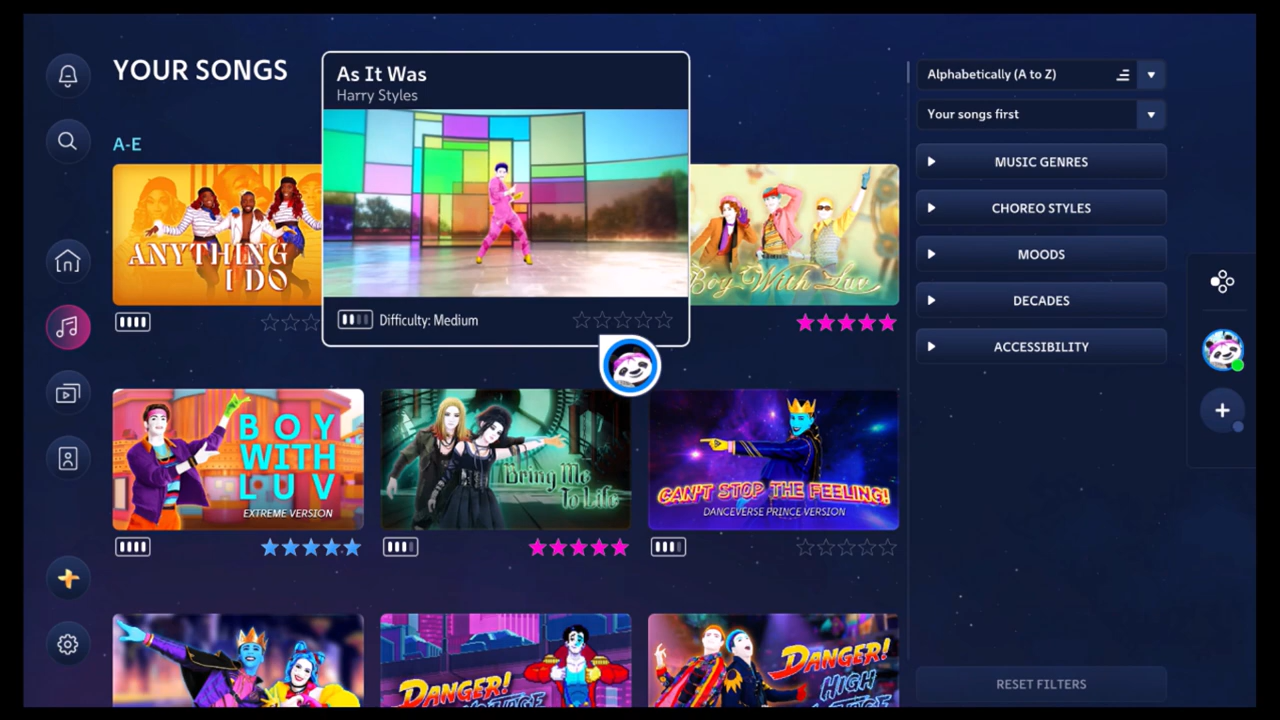 YOUR SONGS
As It Was
Harry Styles
Difficulty: Medium
A-E
ANYTHING
I DO
Boy With Luv
BOY
WITH
LUV
EXTREME VERSION
Bring Me
To Life
CAN'T STOP THE FEELING!
DANCEVERSE PRINCE VERSION
DANGER!
DANGER!
HIGH
Alphabetically (A to Z)
Your songs first
MUSIC GENRES
CHOREO STYLES
MOODS
DECADES
ACCESSIBILITY
RESET FILTERS